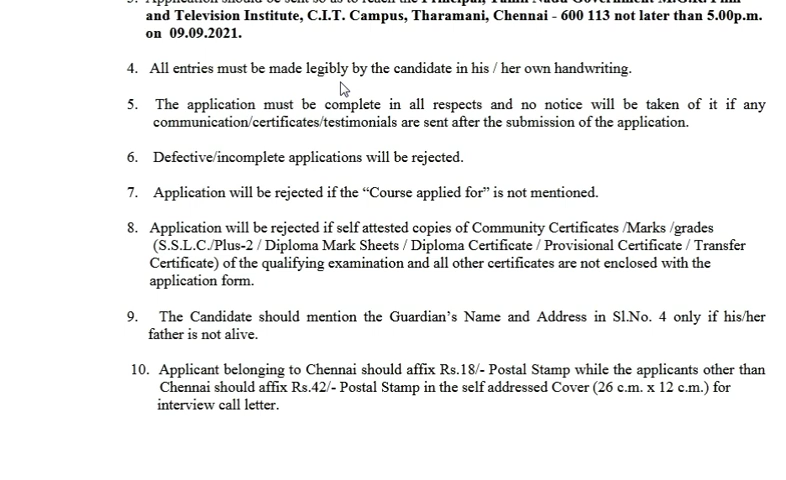 and Television Institute, C.I.T. Campus, Tharamani, Chennai - 600 113 not later than 5.00p.m.
on 09.09.2021.
4. All entries must be made legibly by the candidate in his / her own handwriting.
5. The application must be complete in all respects and no notice will be taken of it if any
communication/certificates/testimonials are sent after the submission of the application.
6. Defective/incomplete applications will be rejected.
7. Application will be rejected if the “Course applied for” is not mentioned.
8. Application will be rejected if self attested copies of Community Certificates /Marks /grades
(S.S.L.C./Plus-2 / Diploma Mark Sheets / Diploma Certificate / Provisional Certificate / Transfer
Certificate) of the qualifying examination and all other certificates are not enclosed with the
application form.
9. The Candidate should mention the Guardian’s Name and Address in Sl.No. 4 only if his/her
father is not alive.
10. Applicant belonging to Chennai should affix Rs.18/- Postal Stamp while the applicants other than
Chennai should affix Rs.42/- Postal Stamp in the self addressed Cover (26 c.m. x 12 c.m.) for
interview call letter.